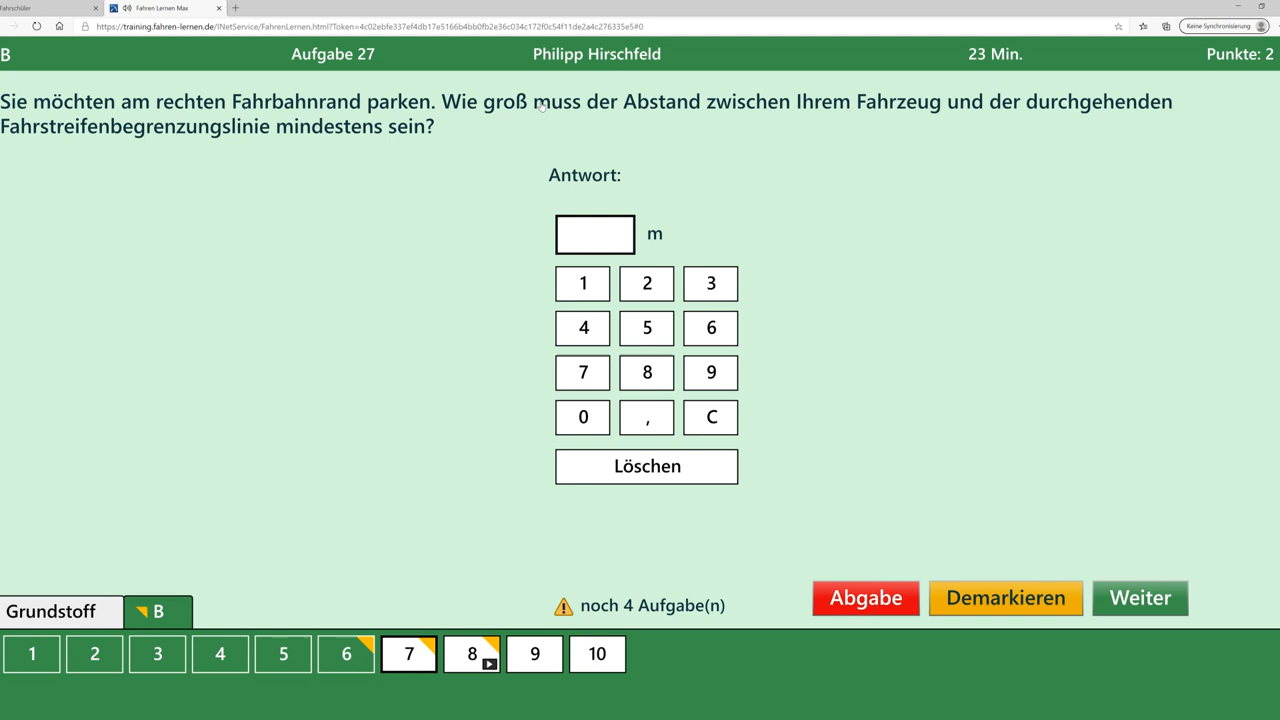 Fahrschüler
Fahren Lernen Max
https://training.fahren-lernen.de/INetService/FahrenLernen.html?Token=4c02ebfe337ef4db17e5166b4bb0fb2e36c034c172f0c54f11de2a4c276335e5#0
Keine Synchronisierung
B Aufgabe 27 Philipp Hirschfeld 23 Min. Punkte: 2
Sie möchten am rechten Fahrbahnrand parken. Wie groß muss der Abstand zwischen Ihrem Fahrzeug und der durchgehenden
Fahrstreifenbegrenzungslinie mindestens sein?
Antwort:
m
1 2 3
4 5 6
7 8 9
0 , C
Löschen
Grundstoff B noch 4 Aufgabe(n) Abgabe Demarkieren Weiter
1 2 3 4 5 6 7 8 9 10